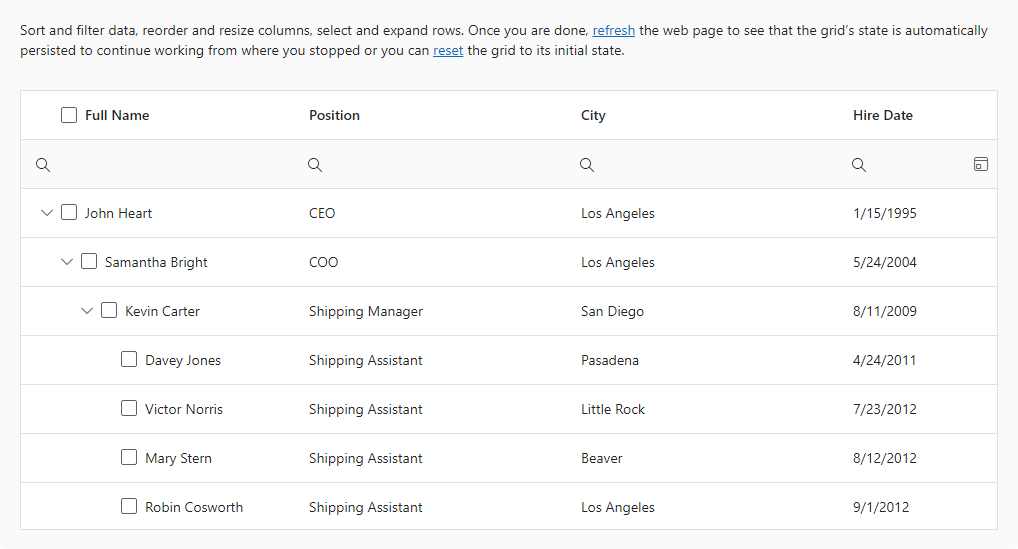 Sort and filter data, reorder and resize columns, select and expand rows. Once you are done, refresh the web page to see that the grid's state is automatically
persisted to continue working from where you stopped or you can reset the grid to its initial state.
Full Name Position City Hire Date
John Heart CEO Los Angeles 1/15/1995
Samantha Bright COO Los Angeles 5/24/2004
Kevin Carter Shipping Manager San Diego 8/11/2009
Davey Jones Shipping Assistant Pasadena 4/24/2011
Victor Norris Shipping Assistant Little Rock 7/23/2012
Mary Stern Shipping Assistant Beaver 8/12/2012
Robin Cosworth Shipping Assistant Los Angeles 9/1/2012